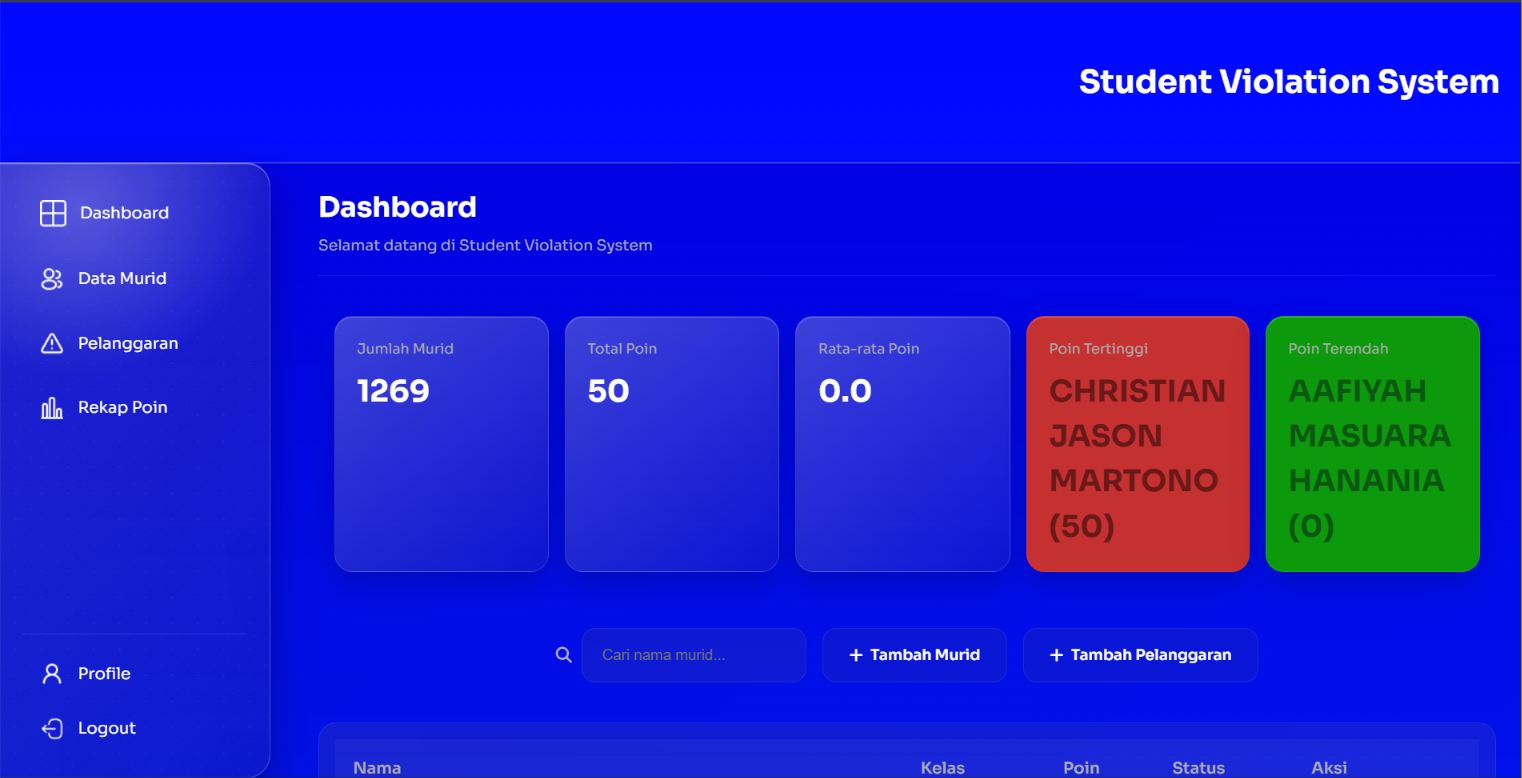 Student Violation System
Dashboard
Data Murid
Pelanggaran
Rekap Poin
Profile
Logout
Dashboard
Selamat datang di Student Violation System
Jumlah Murid
1269
Total Poin
50
Rata-rata Poin
0.0
Poin Tertinggi
CHRISTIAN
JASON
MARTONO
(50)
Poin Terendah
AAFIYAH
MASUARA
HANANIA
(0)
Cari nama murid...
+ Tambah Murid
+ Tambah Pelanggaran
Nama Kelas Poin Status Aksi